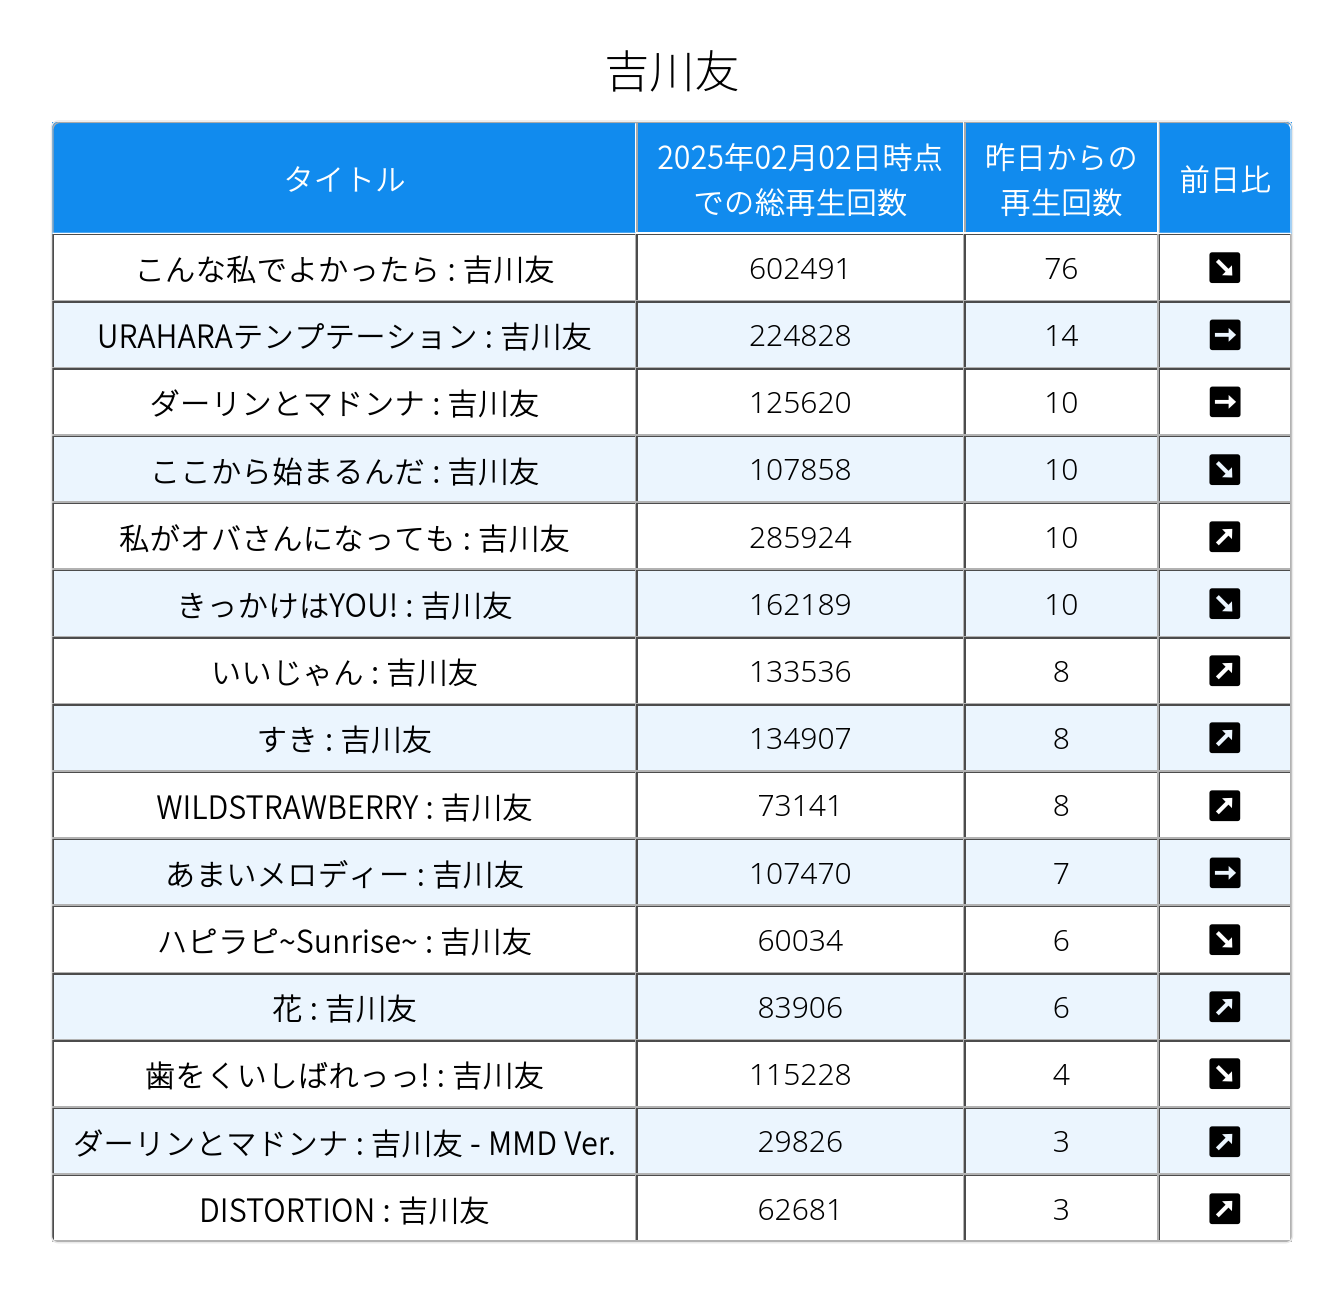 吉川友
タイトル
2025年02月02日時点
での総再生回数
昨日からの
再生回数
前日比
こんな私でよかったら : 吉川友 602491 76
URAHARAテンプテーション : 吉川友 224828 14
ダーリンとマドンナ : 吉川友 125620 10
ここから始まるんだ : 吉川友 107858 10
私がオバさんになっても : 吉川友 285924 10
きっかけはYOU! : 吉川友 162189 10
いいじゃん : 吉川友 133536 8
すき : 吉川友 134907 8
WILDSTRAWBERRY : 吉川友 73141 8
あまいメロディー : 吉川友 107470 7
ハピラピ~Sunrise~ : 吉川友 60034 6
花 : 吉川友 83906 6
歯をくいしばれっっ! : 吉川友 115228 4
ダーリンとマドンナ : 吉川友 - MMD Ver. 29826 3
DISTORTION : 吉川友 62681 3